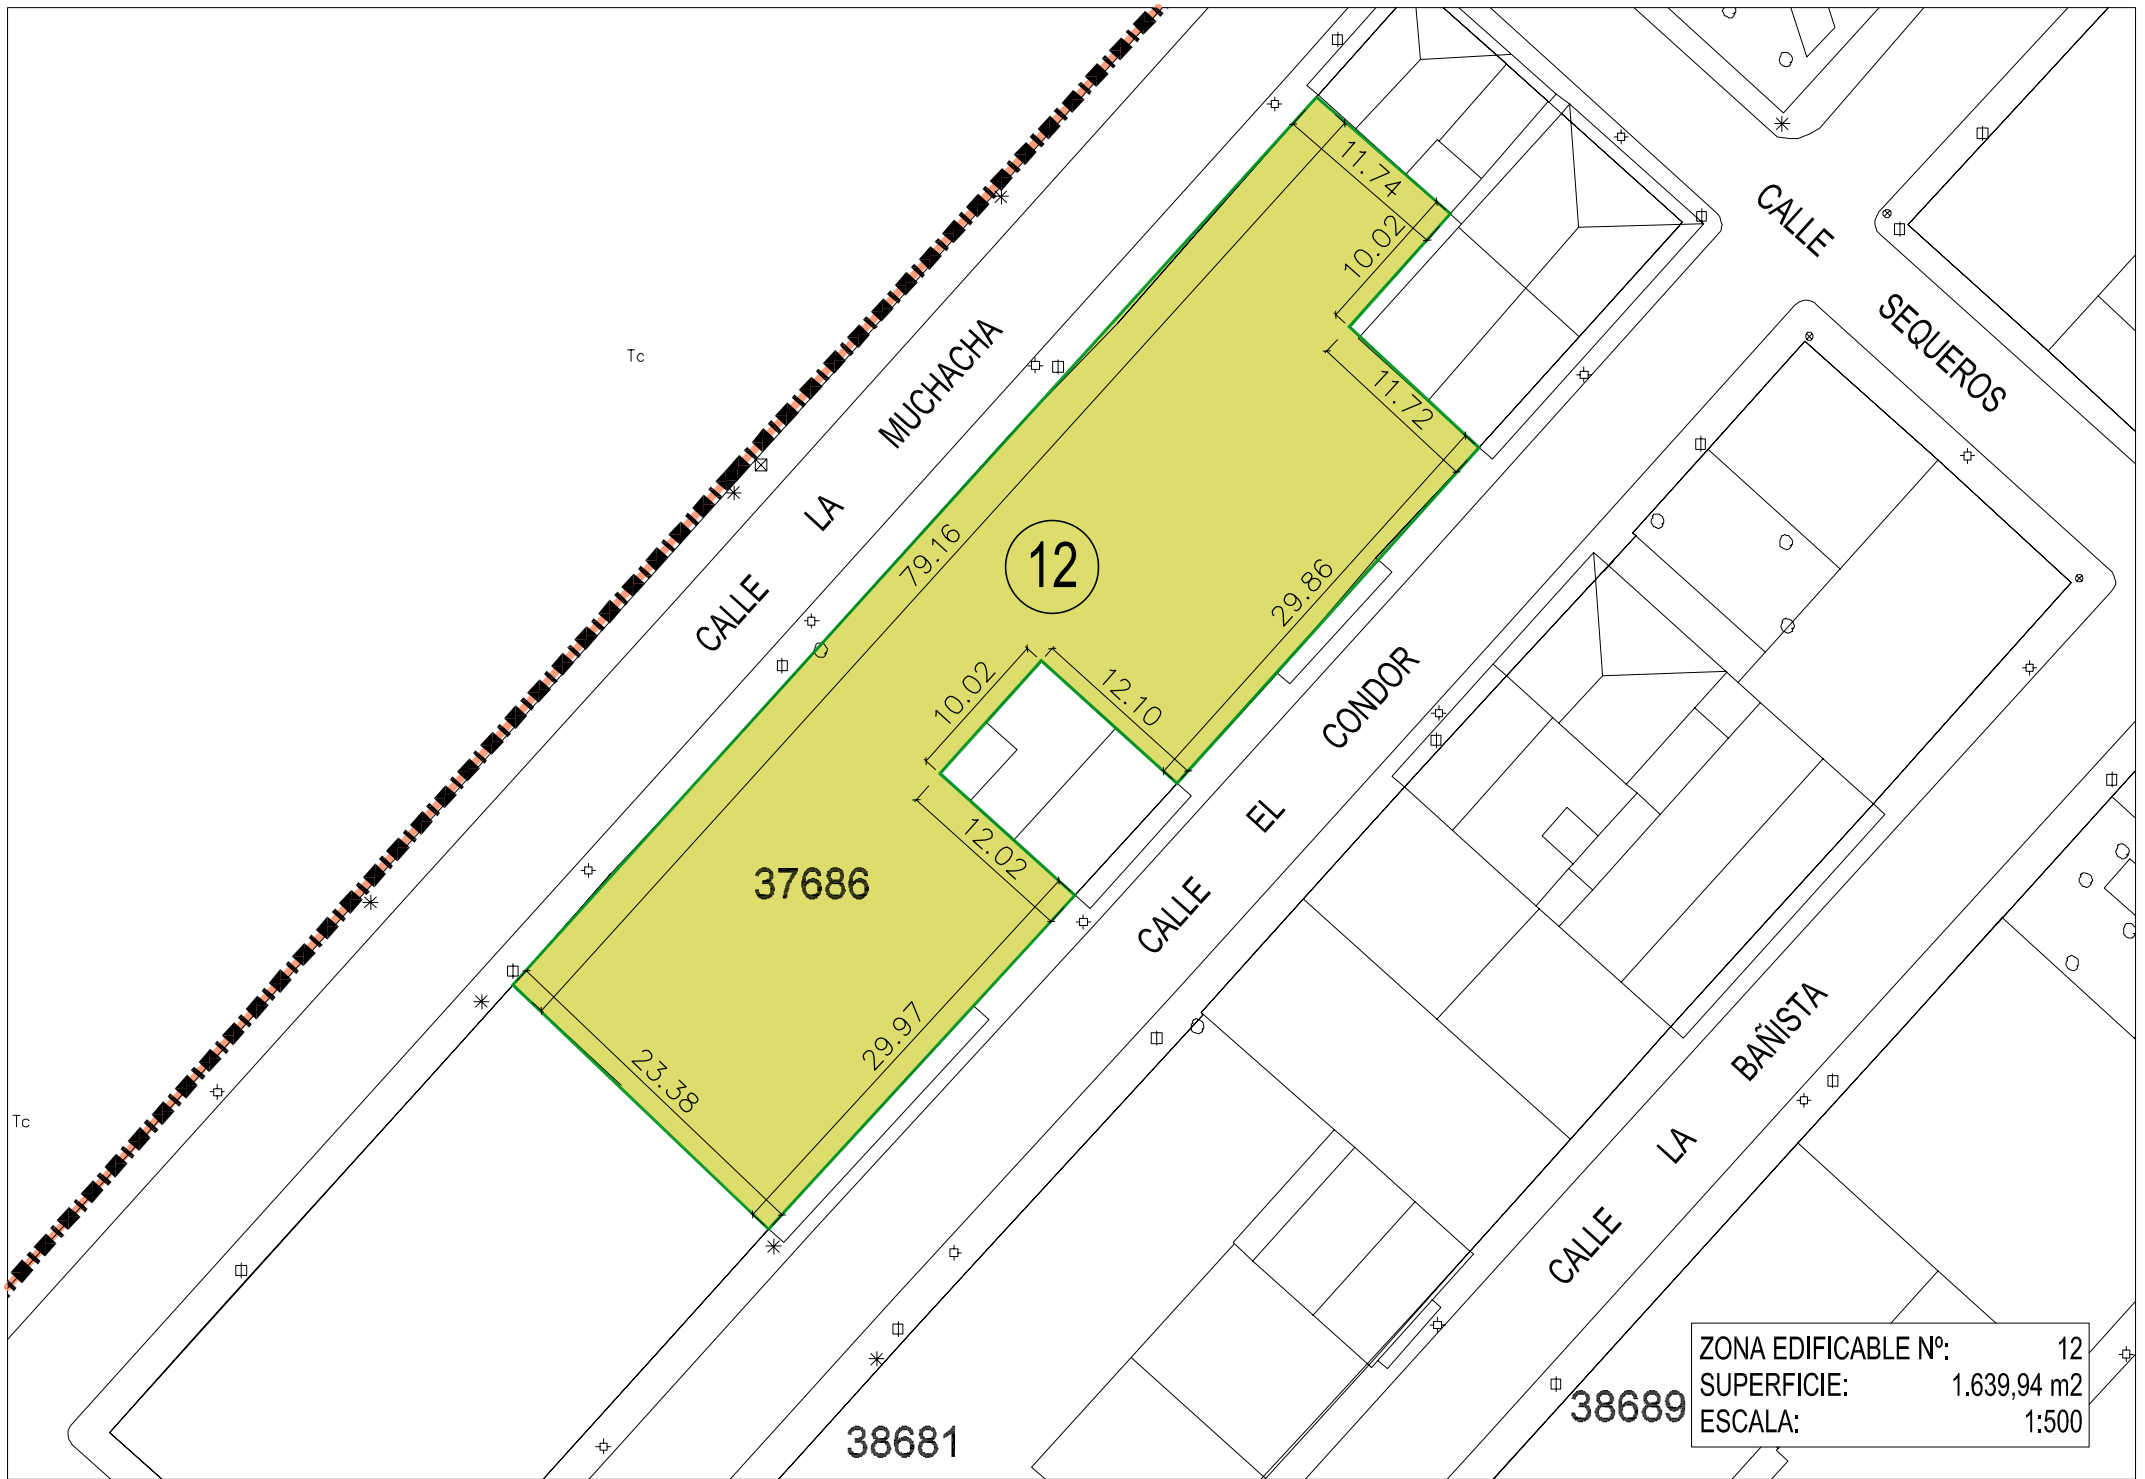 11.74
10.02
CALLE
SEQUEROS
Tc
CALLE LA MUCHACHA
11.72
79.16
12
29.86
10.02
12.10
CALLE EL CONDOR
12.02
37686
29.97
23.38
Tc
CALLE LA BAÑISTA
ZONA EDIFICABLE Nº: 12
SUPERFICIE: 1.639,94 m2
ESCALA: 1:500
38689
38681